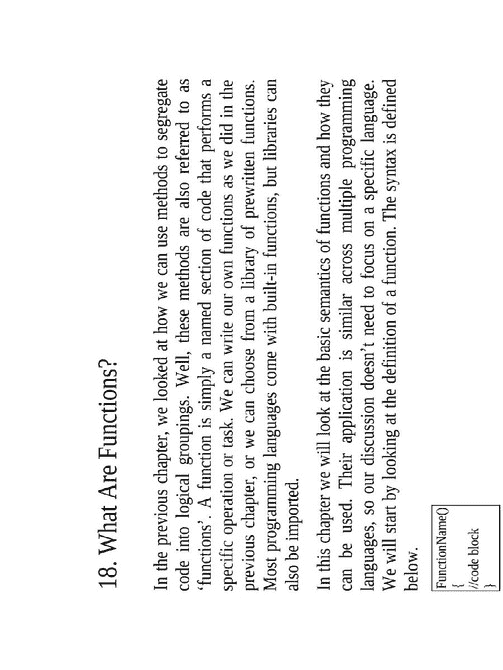 18. What Are Functions?
In the previous chapter, we looked at how we can use methods to segregate
code into logical groupings. Well, these methods are also referred to as
‘functions’. A function is simply a named section of code that performs a
specific operation or task. We can write our own functions as we did in the
previous chapter, or we can choose from a library of prewritten functions.
Most programming languages come with built-in functions, but libraries can
also be imported.
In this chapter we will look at the basic semantics of functions and how they
can be used. Their application is similar across multiple programming
languages, so our discussion doesn’t need to focus on a specific language.
We will start by looking at the definition of a function. The syntax is defined
below.
FunctionName()
{
//code block
}